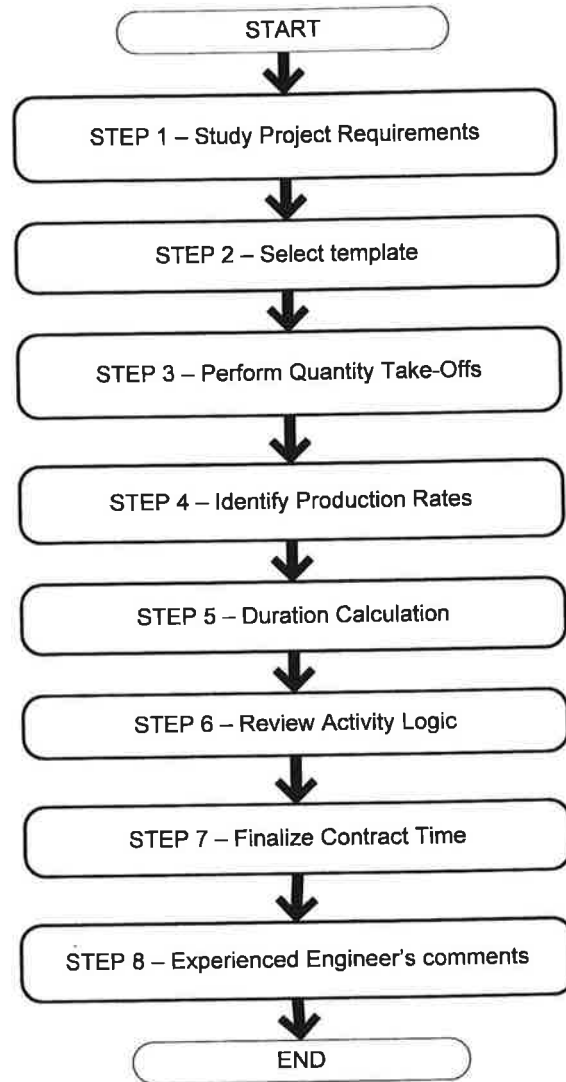 START
STEP 1 – Study Project Requirements
STEP 2 – Select template
STEP 3 – Perform Quantity Take-Offs
STEP 4 – Identify Production Rates
STEP 5 – Duration Calculation
STEP 6 – Review Activity Logic
STEP 7 – Finalize Contract Time
STEP 8 – Experienced Engineer's comments
END